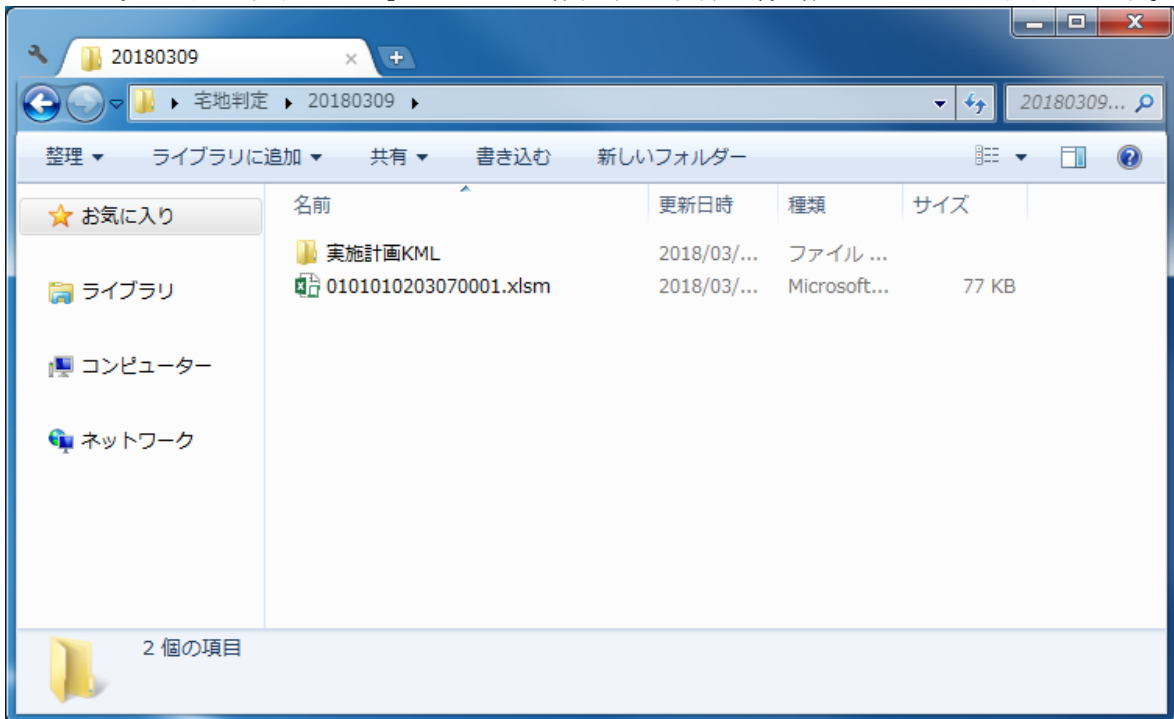 20180309
宅地判定 ▸ 20180309 ▸
20180309...
整理 ライブラリに追加 共有 書き込む 新しいフォルダー
お気に入り
ライブラリ
コンピューター
ネットワーク
名前 更新日時 種類 サイズ
実施計画KML 2018/03/... ファイル ...
0101010203070001.xlsm 2018/03/... Microsoft... 77 KB
2 個の項目